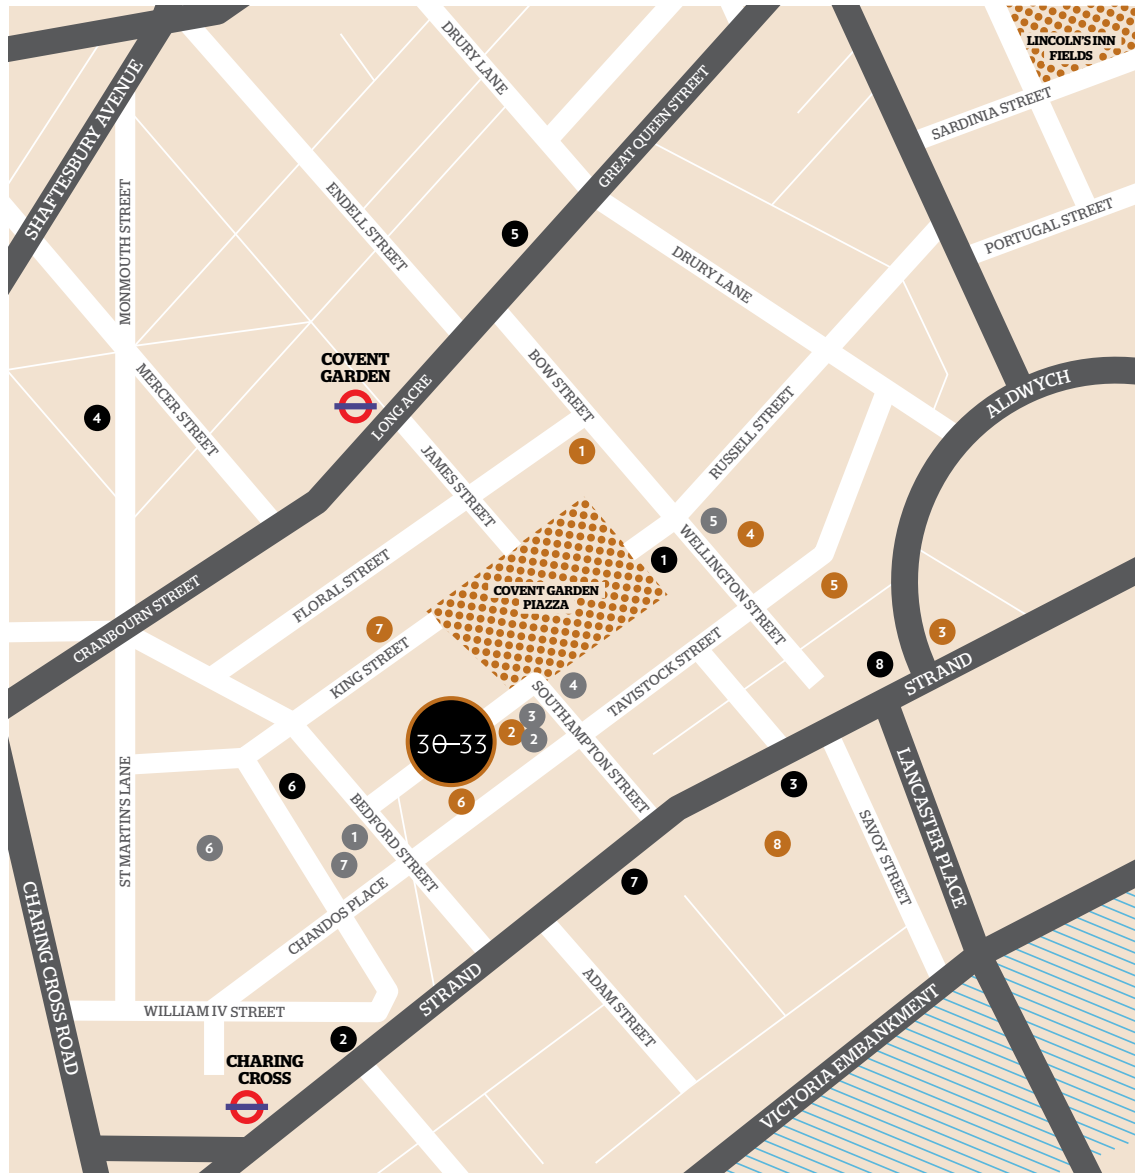 DRURY LANE
LINCOLN'S INN
FIELDS
SHAFTESBURY AVENUE
GREAT QUEEN STREET
SARDINIA STREET
MONMOUTH STREET
ENDELL STREET
5
DRURY LANE
PORTUGAL STREET
COVENT
GARDEN
MERCER STREET
4
LONG ACRE
BOW STREET
ALDWYCH
JAMES STREET
1
RUSSELL STREET
5
4
1
WELLINGTON STREET
FLORAL STREET
COVENT GARDEN
PIAZZA
5
CRANBOURN STREET
7
KING STREET
3
8
STRAND
TAVISTOCK STREET
4
SOUTHAMPTON STREET
3
2
2
30–33
6
3
6
BEDFORD STREET
ST MARTIN'S LANE
1
7
6
8
SAVOY STREET
LANCASTER PLACE
7
CHANDOS PLACE
CHARING CROSS ROAD
STRAND
ADAM STREET
WILLIAM IV STREET
2
VICTORIA EMBANKMENT
CHARING
CROSS